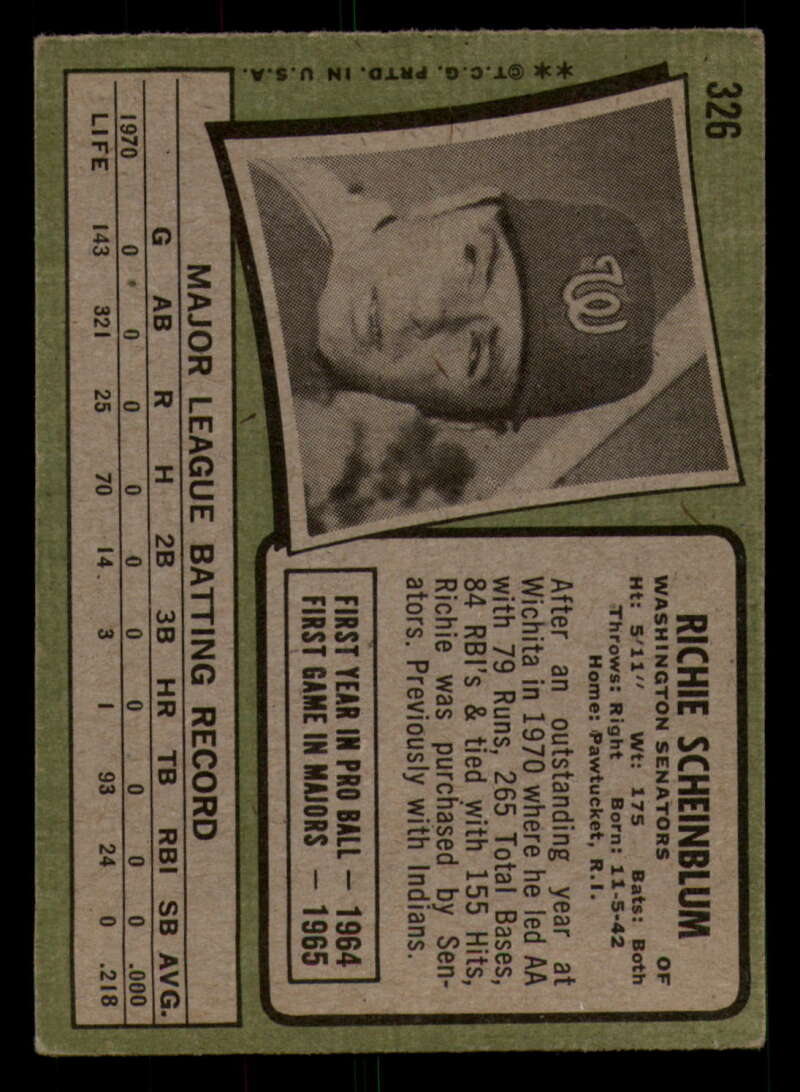 326
RICHIE SCHEINBLUM OF
WASHINGTON SENATORS
Ht: 5'11" Wt: 175 Bats: Both
Throws: Right Born: 11-5-42
Home: Pawtucket, R.I.
After an outstanding year at
Wichita in 1970 where he led AA
with 79 Runs, 265 Total Bases,
84 RBI's & tied with 155 Hits,
Richie was purchased by Sen-
ators. Previously with Indians.
FIRST YEAR IN PRO BALL — 1964
FIRST GAME IN MAJORS — 1965
W
MAJOR LEAGUE BATTING RECORD
G AB R H 2B 3B HR TB RBI SB AVG.
1970 0 0 0 0 0 0 0 0 0 0 .000
LIFE 143 321 25 70 14 3 1 93 24 0 .218
**©T.C.G. PRTD. IN U.S.A.